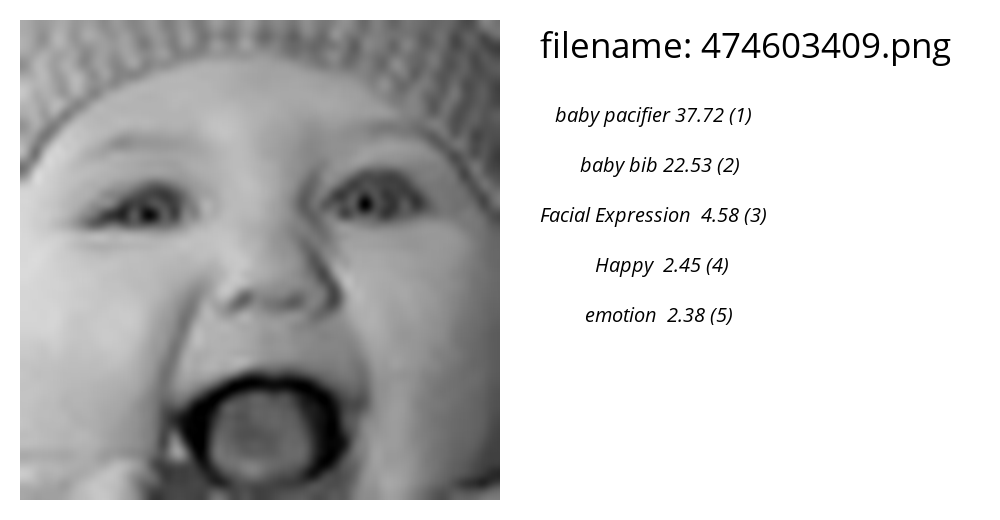 filename: 474603409.png
baby pacifier 37.72 (1)
baby bib 22.53 (2)
Facial Expression 4.58 (3)
Happy 2.45 (4)
emotion 2.38 (5)